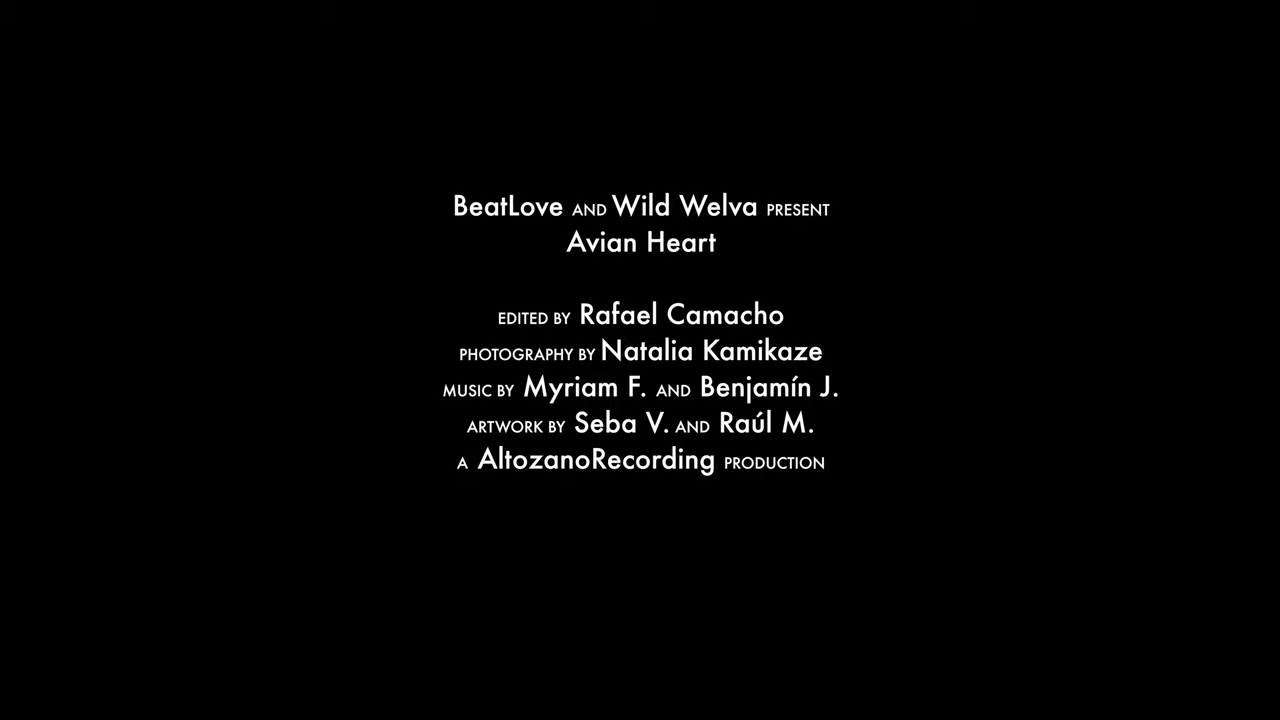 BeatLove AND Wild Welva PRESENT
Avian Heart
EDITED BY Rafael Camacho
PHOTOGRAPHY BY Natalia Kamikaze
MUSIC BY Myriam F. AND Benjamín J.
ARTWORK BY Seba V. AND Raúl M.
A AltozanoRecording PRODUCTION